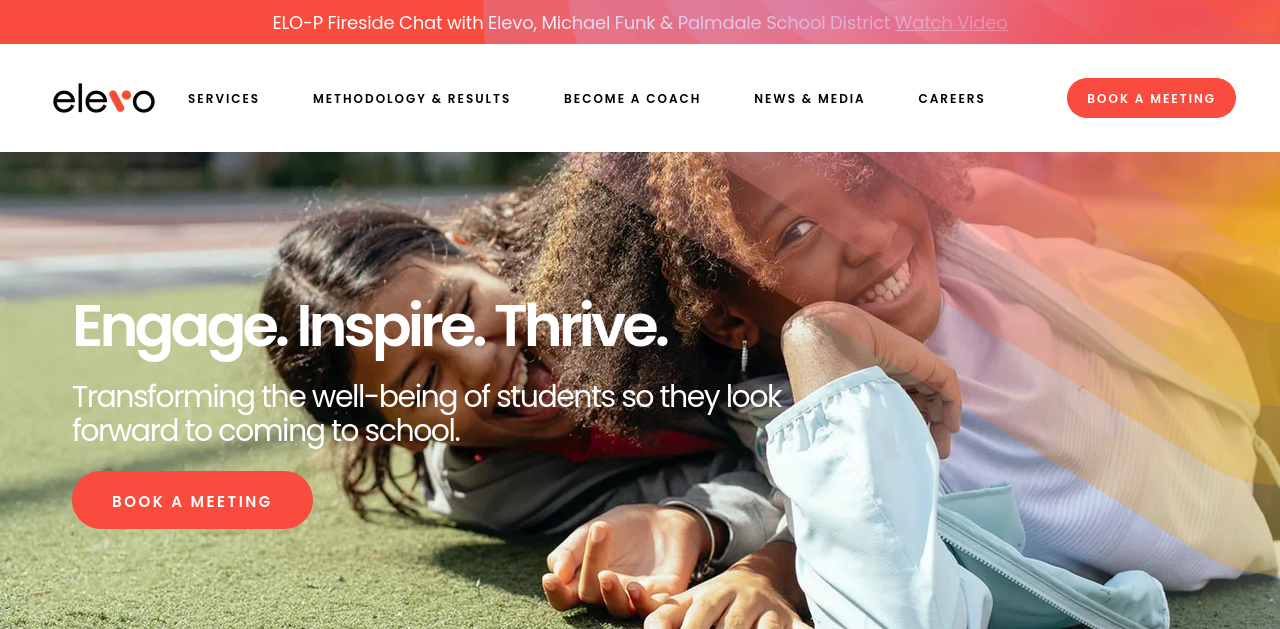 ELO-P Fireside Chat with Elevo, Michael Funk & Palmdale School District Watch Video
elevo
SERVICES
METHODOLOGY & RESULTS
BECOME A COACH
NEWS & MEDIA
CAREERS
BOOK A MEETING
Engage. Inspire. Thrive.
Transforming the well-being of students so they look
forward to coming to school.
BOOK A MEETING